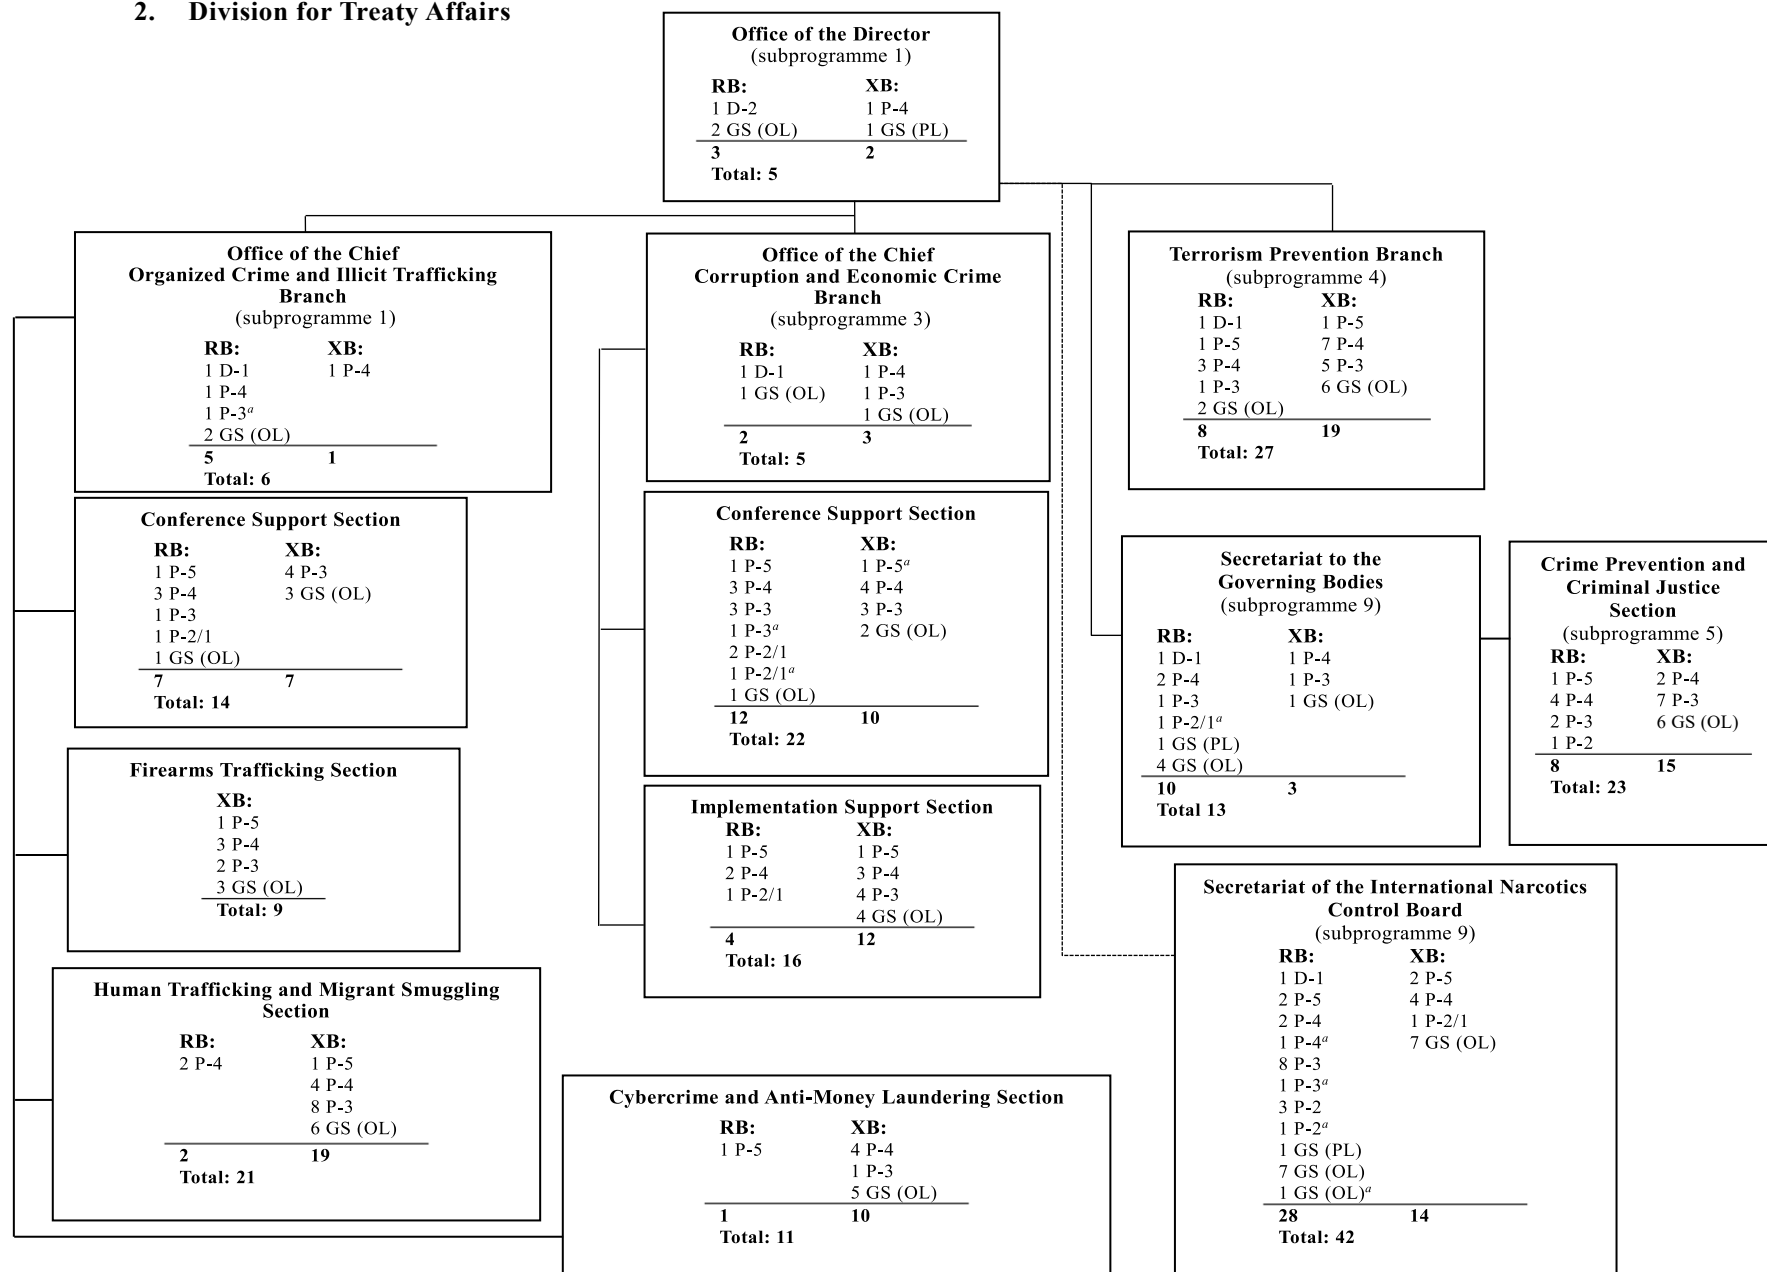 2. Division for Treaty Affairs
Office of the Director
(subprogramme 1)
RB: XB:
1 D-2 1 P-4
2 GS (OL) 1 GS (PL)
3 2
Total: 5
Office of the Chief
Organized Crime and Illicit Trafficking
Branch
(subprogramme 1)
RB: XB:
1 D-1 1 P-4
1 P-4
1 P-3a
2 GS (OL)
5 1
Total: 6
Conference Support Section
RB: XB:
1 P-5 4 P-3
3 P-4 3 GS (OL)
1 P-3
1 P-2/1
1 GS (OL)
7 7
Total: 14
Firearms Trafficking Section
XB:
1 P-5
3 P-4
2 P-3
3 GS (OL)
Total: 9
Human Trafficking and Migrant Smuggling
Section
RB: XB:
2 P-4 1 P-5
4 P-4
8 P-3
6 GS (OL)
2 19
Total: 21
Office of the Chief
Corruption and Economic Crime
Branch
(subprogramme 3)
RB: XB:
1 D-1 1 P-4
1 GS (OL) 1 P-3
1 GS (OL)
2 3
Total: 5
Conference Support Section
RB: XB:
1 P-5 1 P-5a
3 P-4 4 P-4
3 P-3 3 P-3
1 P-3a 2 GS (OL)
2 P-2/1
1 P-2/1a
1 GS (OL)
12 10
Total: 22
Implementation Support Section
RB: XB:
1 P-5 1 P-5
2 P-4 3 P-4
1 P-2/1 4 P-3
4 GS (OL)
4 12
Total: 16
Cybercrime and Anti-Money Laundering Section
RB: XB:
1 P-5 4 P-4
1 P-3
5 GS (OL)
1 10
Total: 11
Terrorism Prevention Branch
(subprogramme 4)
RB: XB:
1 D-1 1 P-5
1 P-5 7 P-4
3 P-4 5 P-3
1 P-3 6 GS (OL)
2 GS (OL)
8 19
Total: 27
Secretariat to the
Governing Bodies
(subprogramme 9)
RB: XB:
1 D-1 1 P-4
2 P-4 1 P-3
1 P-3 1 GS (OL)
1 P-2/1a
1 GS (PL)
4 GS (OL)
10 3
Total 13
Crime Prevention and
Criminal Justice
Section
(subprogramme 5)
RB: XB:
1 P-5 2 P-4
4 P-4 7 P-3
2 P-3 6 GS (OL)
1 P-2
8 15
Total: 23
Secretariat of the International Narcotics
Control Board
(subprogramme 9)
RB: XB:
1 D-1 2 P-5
2 P-5 4 P-4
2 P-4 1 P-2/1
1 P-4a 7 GS (OL)
8 P-3
1 P-3a
3 P-2
1 P-2a
1 GS (PL)
7 GS (OL)
1 GS (OL)a
28 14
Total: 42